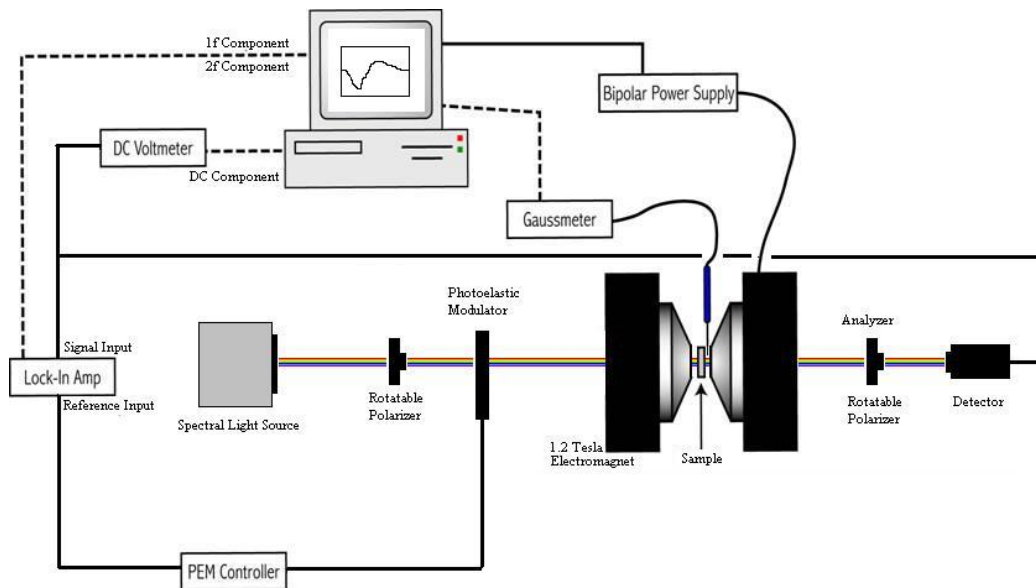 1f Component
2f Component
Bipolar Power Supply
DC Voltmeter
DC Component
Gaussmeter
Photoelastic
Modulator
Analyzer
Signal Input
Lock-In Amp
Reference Input
Spectral Light Source
Rotatable
Polarizer
1.2 Tesla
Electromagnet
Sample
Rotatable
Polarizer
Detector
PEM Controller